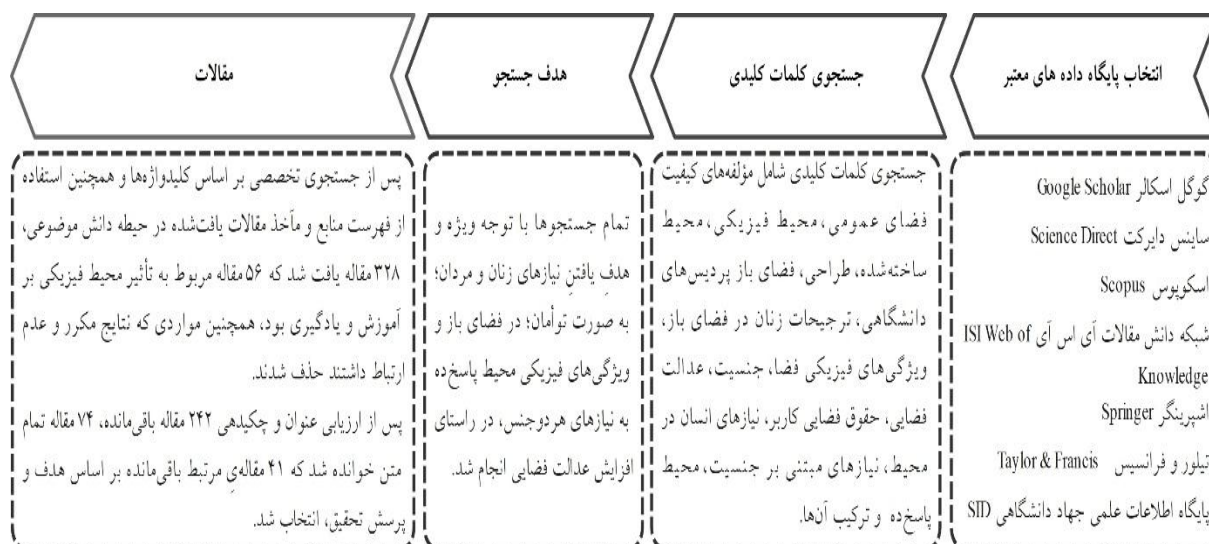 انتخاب پایگاه داده های معتبر
گوگل اسکالر Google Scholar
ساینس دایرکت Science Direct
اسکوپوس Scopus
شبکه دانش مقالات آی اس آی ISI Web of
Knowledge
اشپرینگر Springer
تیلور و فرانسیس Taylor & Francis
پایگاه اطلاعات علمی جهاد دانشگاهی SID
جستجوی کلمات کلیدی
جستجوی کلمات کلیدی شامل مؤلفه‌های کیفیت
فضای عمومی، محیط فیزیکی، محیط
ساخته‌شده، طراحی، فضای باز پردیس‌های
دانشگاهی، ترجیحات زنان در فضای باز،
ویژگی‌های فیزیکی فضا، جنسیت، عدالت
فضایی، حقوق فضایی کاربر، نیازهای انسان در
محیط، نیازهای مبتنی بر جنسیت، محیط
پاسخ‌ده و ترکیب آن‌ها.
هدف جستجو
تمام جستجوها با توجه ویژه و
هدفِ یافتنِ نیازهای زنان و مردان؛
به صورت توأمان؛ در فضای باز و
ویژگی‌های فیزیکی محیط پاسخ‌ده
به نیازهای هردوجنس، در راستای
افزایش عدالت فضایی انجام شد.
مقالات
پس از جستجوی تخصصی بر اساس کلیدواژه‌ها و همچنین استفاده
از فهرست منابع و مآخذ مقالات یافت‌شده در حیطه دانش موضوعی،
۳۲۸ مقاله یافت شد که ۵۶ مقاله مربوط به تأثیر محیط فیزیکی بر
آموزش و یادگیری بود، همچنین مواردی که نتایج مکرر و عدم
ارتباط داشتند حذف شدند.
پس از ارزیابی عنوان و چکیدهی ۲۴۲ مقاله باقی‌مانده، ۷۴ مقاله تمام
متن خوانده شد که ۴۱ مقاله‌یِ مرتبط باقی‌مانده بر اساس هدف و
پرسش تحقیق، انتخاب شد.